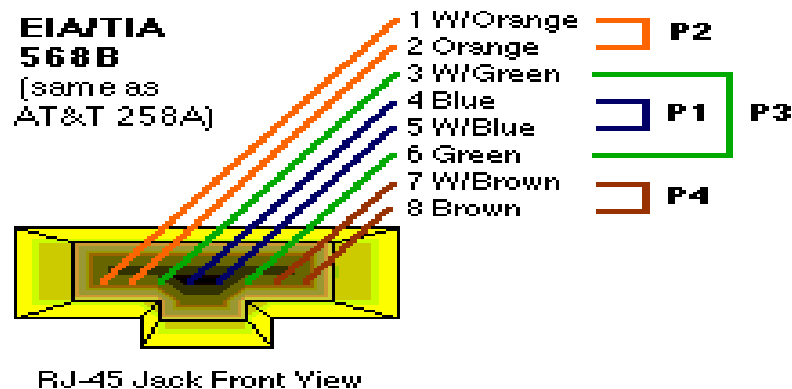 EIA/TIA
568B
(same as
AT&T 258A)
1 W/Orange
2 Orange
3 W/Green
4 Blue
5 W/Blue
6 Green
7 W/Brown
8 Brown
P2
P1
P3
P4
RJ-45 Jack Front View